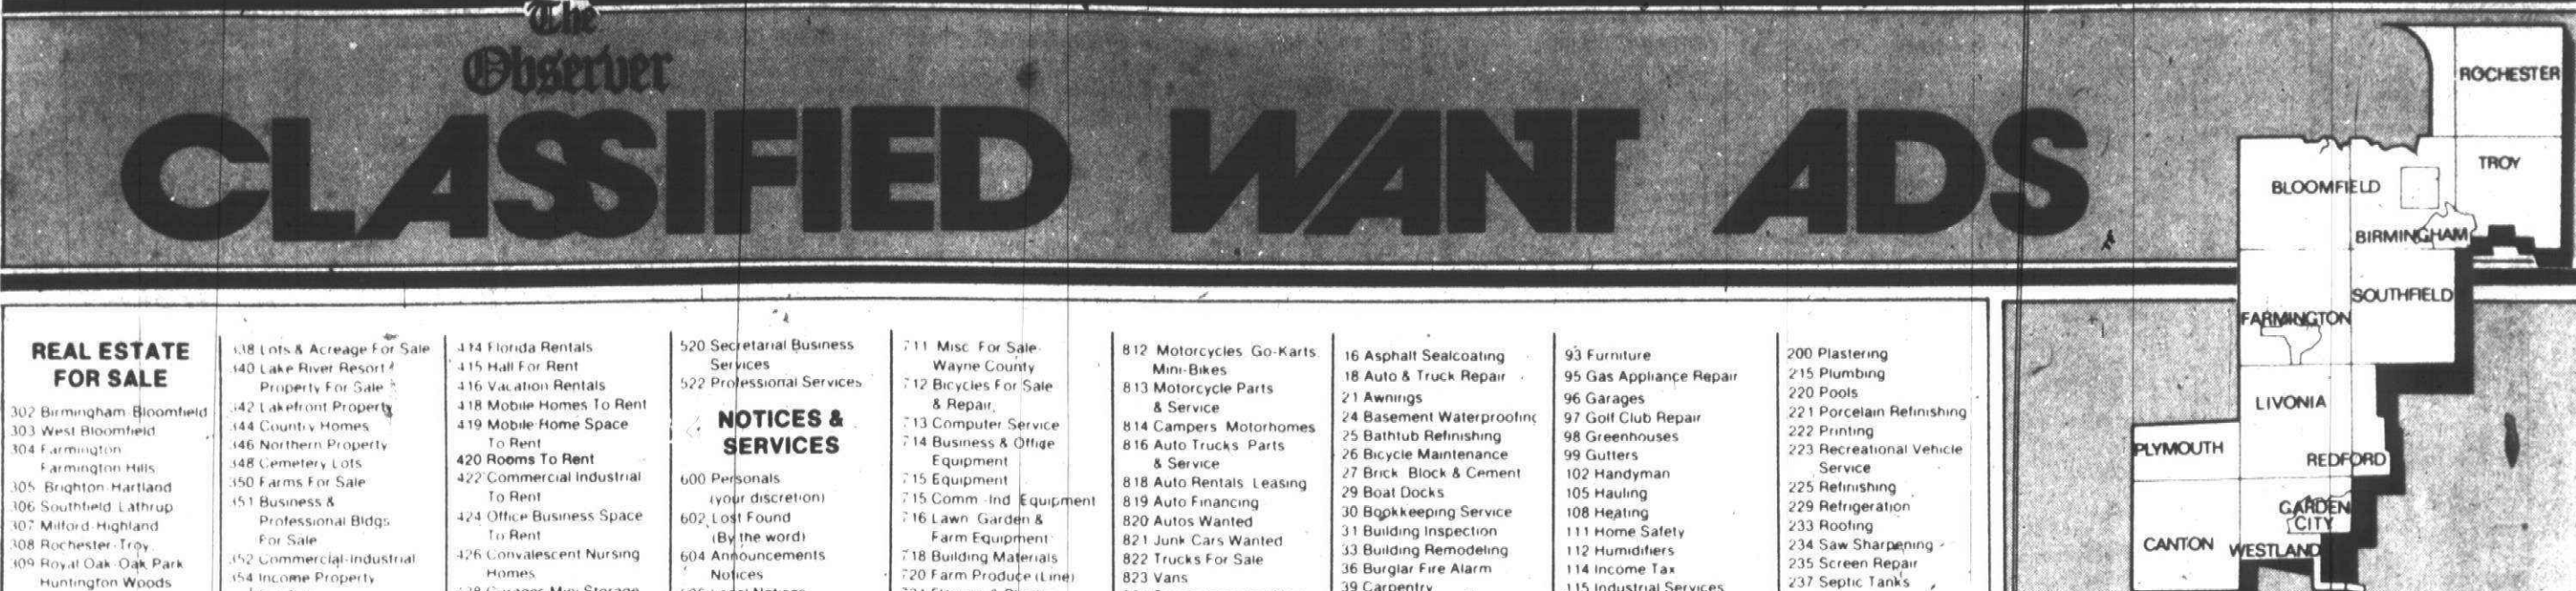 The
Observer
CLASSIFIED WANT ADS
REAL ESTATE
FOR SALE
302 Birmingham Bloomfield
303 West Bloomfield
304 Farmington
Farmington Hills
305 Brighton-Hartland
306 Southfield Lathrup
307 Milford-Highland
308 Rochester-Troy
309 Royal Oak-Oak Park
Huntington Woods
338 Lots & Acreage For Sale
340 Lake River Resort
Property For Sale
342 Lakefront Property
344 Country Homes
346 Northern Property
348 Cemetery Lots
350 Farms For Sale
351 Business &
Professional Bldgs
For Sale
352 Commercial-Industrial
354 Income Property
414 Florida Rentals
415 Hall For Rent
416 Vacation Rentals
418 Mobile Homes To Rent
419 Mobile Home Space
To Rent
420 Rooms To Rent
422 Commercial Industrial
To Rent
424 Office Business Space
To Rent
426 Convalescent Nursing
Homes
520 Secretarial Business
Services
522 Professional Services
NOTICES &
SERVICES
600 Personals
(your discretion)
602 Lost Found
(By the word)
604 Announcements
Notices
711 Misc For Sale-
Wayne County
712 Bicycles For Sale
& Repair
713 Computer Service
714 Business & Office
Equipment
715 Equipment
715 Comm-Ind Equipment
716 Lawn Garden &
Farm Equipment
718 Building Materials
720 Farm Produce (Line)
812 Motorcycles Go-Karts
Mini-Bikes
813 Motorcycle Parts
& Service
814 Campers Motorhomes
816 Auto Trucks Parts
& Service
818 Auto Rentals Leasing
819 Auto Financing
820 Autos Wanted
821 Junk Cars Wanted
822 Trucks For Sale
823 Vans
16 Asphalt Sealcoating
18 Auto & Truck Repair
21 Awnings
24 Basement Waterproofing
25 Bathtub Refinishing
26 Bicycle Maintenance
27 Brick Block & Cement
29 Boat Docks
30 Bookkeeping Service
31 Building Inspection
33 Building Remodeling
36 Burglar Fire Alarm
39 Carpentry
93 Furniture
95 Gas Appliance Repair
96 Garages
97 Golf Club Repair
98 Greenhouses
99 Gutters
102 Handyman
105 Hauling
108 Heating
111 Home Safety
112 Humidifiers
114 Income Tax
115 Industrial Services
200 Plastering
215 Plumbing
220 Pools
221 Porcelain Refinishing
222 Printing
223 Recreational Vehicle
Service
225 Refinishing
229 Refrigeration
233 Roofing
234 Saw Sharpening
235 Screen Repair
237 Septic Tanks
ROCHESTER
TROY
BLOOMFIELD
BIRMINGHAM
SOUTHFIELD
FARMINGTON
LIVONIA
PLYMOUTH
REDFORD
GARDEN
CITY
CANTON
WESTLAND